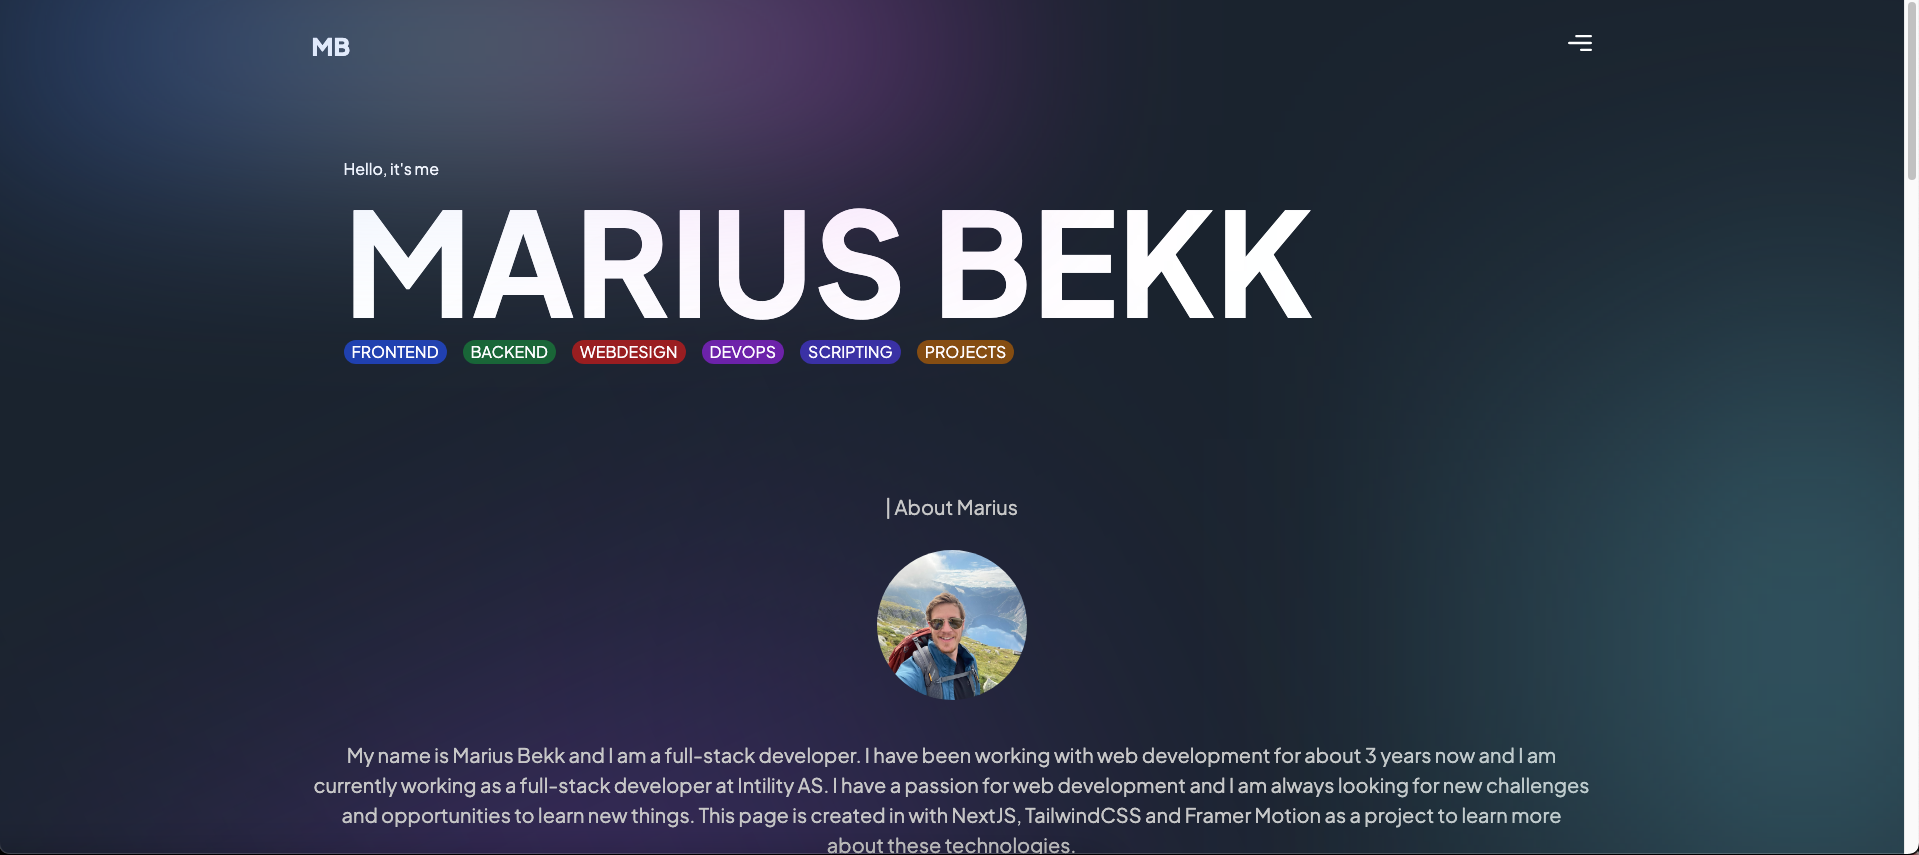 MB
Hello, it's me
MARIUS BEKK
FRONTEND BACKEND WEBDESIGN DEVOPS SCRIPTING PROJECTS
| About Marius
My name is Marius Bekk and I am a full-stack developer. I have been working with web development for about 3 years now and I am
currently working as a full-stack developer at Intility AS. I have a passion for web development and I am always looking for new challenges
and opportunities to learn new things. This page is created in with NextJS, TailwindCSS and Framer Motion as a project to learn more
about these technologies.